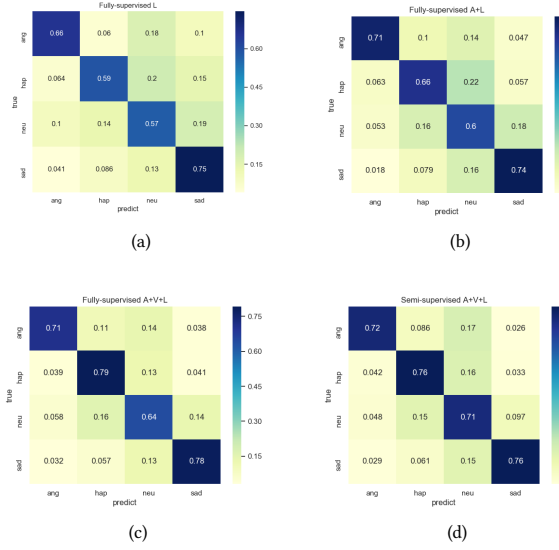 Fully-supervised L
ang 0.66 0.06 0.18 0.1
hap 0.064 0.59 0.2 0.15
neu 0.1 0.14 0.57 0.19
sad 0.041 0.086 0.13 0.75
ang hap neu sad
predict
true
0.60
0.45
0.30
0.15
(a)
Fully-supervised A+L
ang 0.71 0.1 0.14 0.047
hap 0.063 0.66 0.22 0.057
neu 0.053 0.16 0.6 0.18
sad 0.018 0.079 0.16 0.74
ang hap neu sad
predict
true
(b)
Fully-supervised A+V+L
ang 0.71 0.11 0.14 0.038
hap 0.039 0.79 0.13 0.041
neu 0.058 0.16 0.64 0.14
sad 0.032 0.057 0.13 0.78
ang hap neu sad
predict
true
0.75
0.60
0.45
0.30
0.15
(c)
Semi-supervised A+V+L
ang 0.72 0.086 0.17 0.026
hap 0.042 0.76 0.16 0.033
neu 0.048 0.15 0.71 0.097
sad 0.029 0.061 0.15 0.76
ang hap neu sad
predict
true
(d)